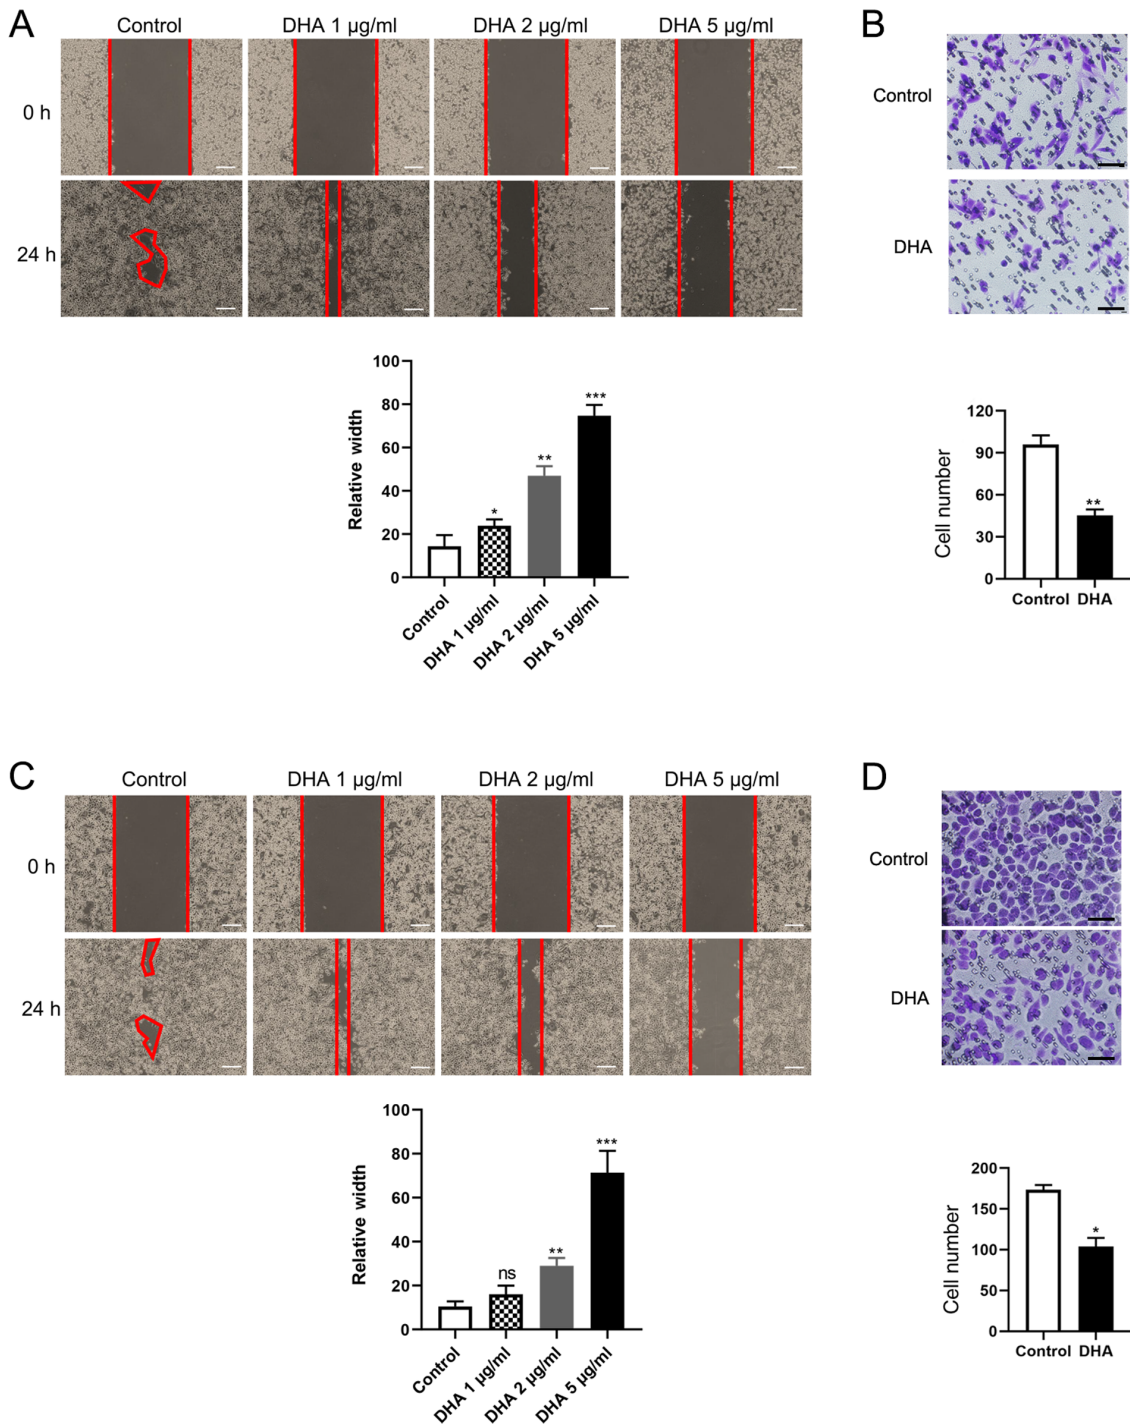 A
Control DHA 1 µg/ml DHA 2 µg/ml DHA 5 µg/ml
0 h
24 h
Relative width
100
80
60
40
20
0
* ** ***
Control DHA 1 µg/ml DHA 2 µg/ml DHA 5 µg/ml
B
Control
DHA
Cell number
120
90
60
30
0
**
Control DHA
C
Control DHA 1 µg/ml DHA 2 µg/ml DHA 5 µg/ml
0 h
24 h
Relative width
100
80
60
40
20
0
ns ** ***
Control DHA 1 µg/ml DHA 2 µg/ml DHA 5 µg/ml
D
Control
DHA
Cell number
200
150
100
50
0
*
Control DHA